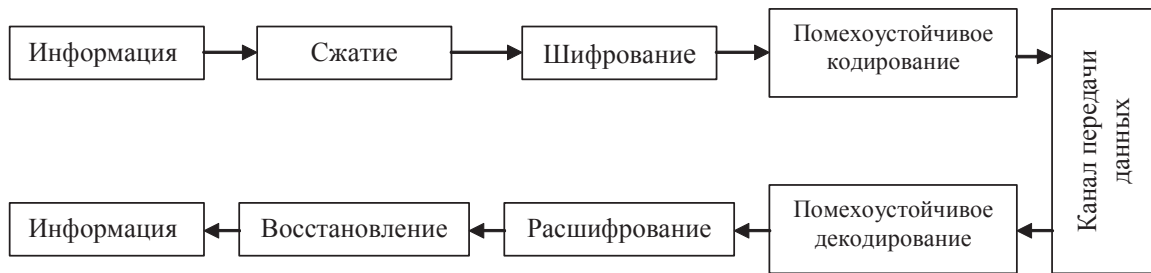 Информация
Сжатие
Шифрование
Помехоустойчивое
кодирование
Канал передачи
данных
Информация
Восстановление
Расшифрование
Помехоустойчивое
декодирование